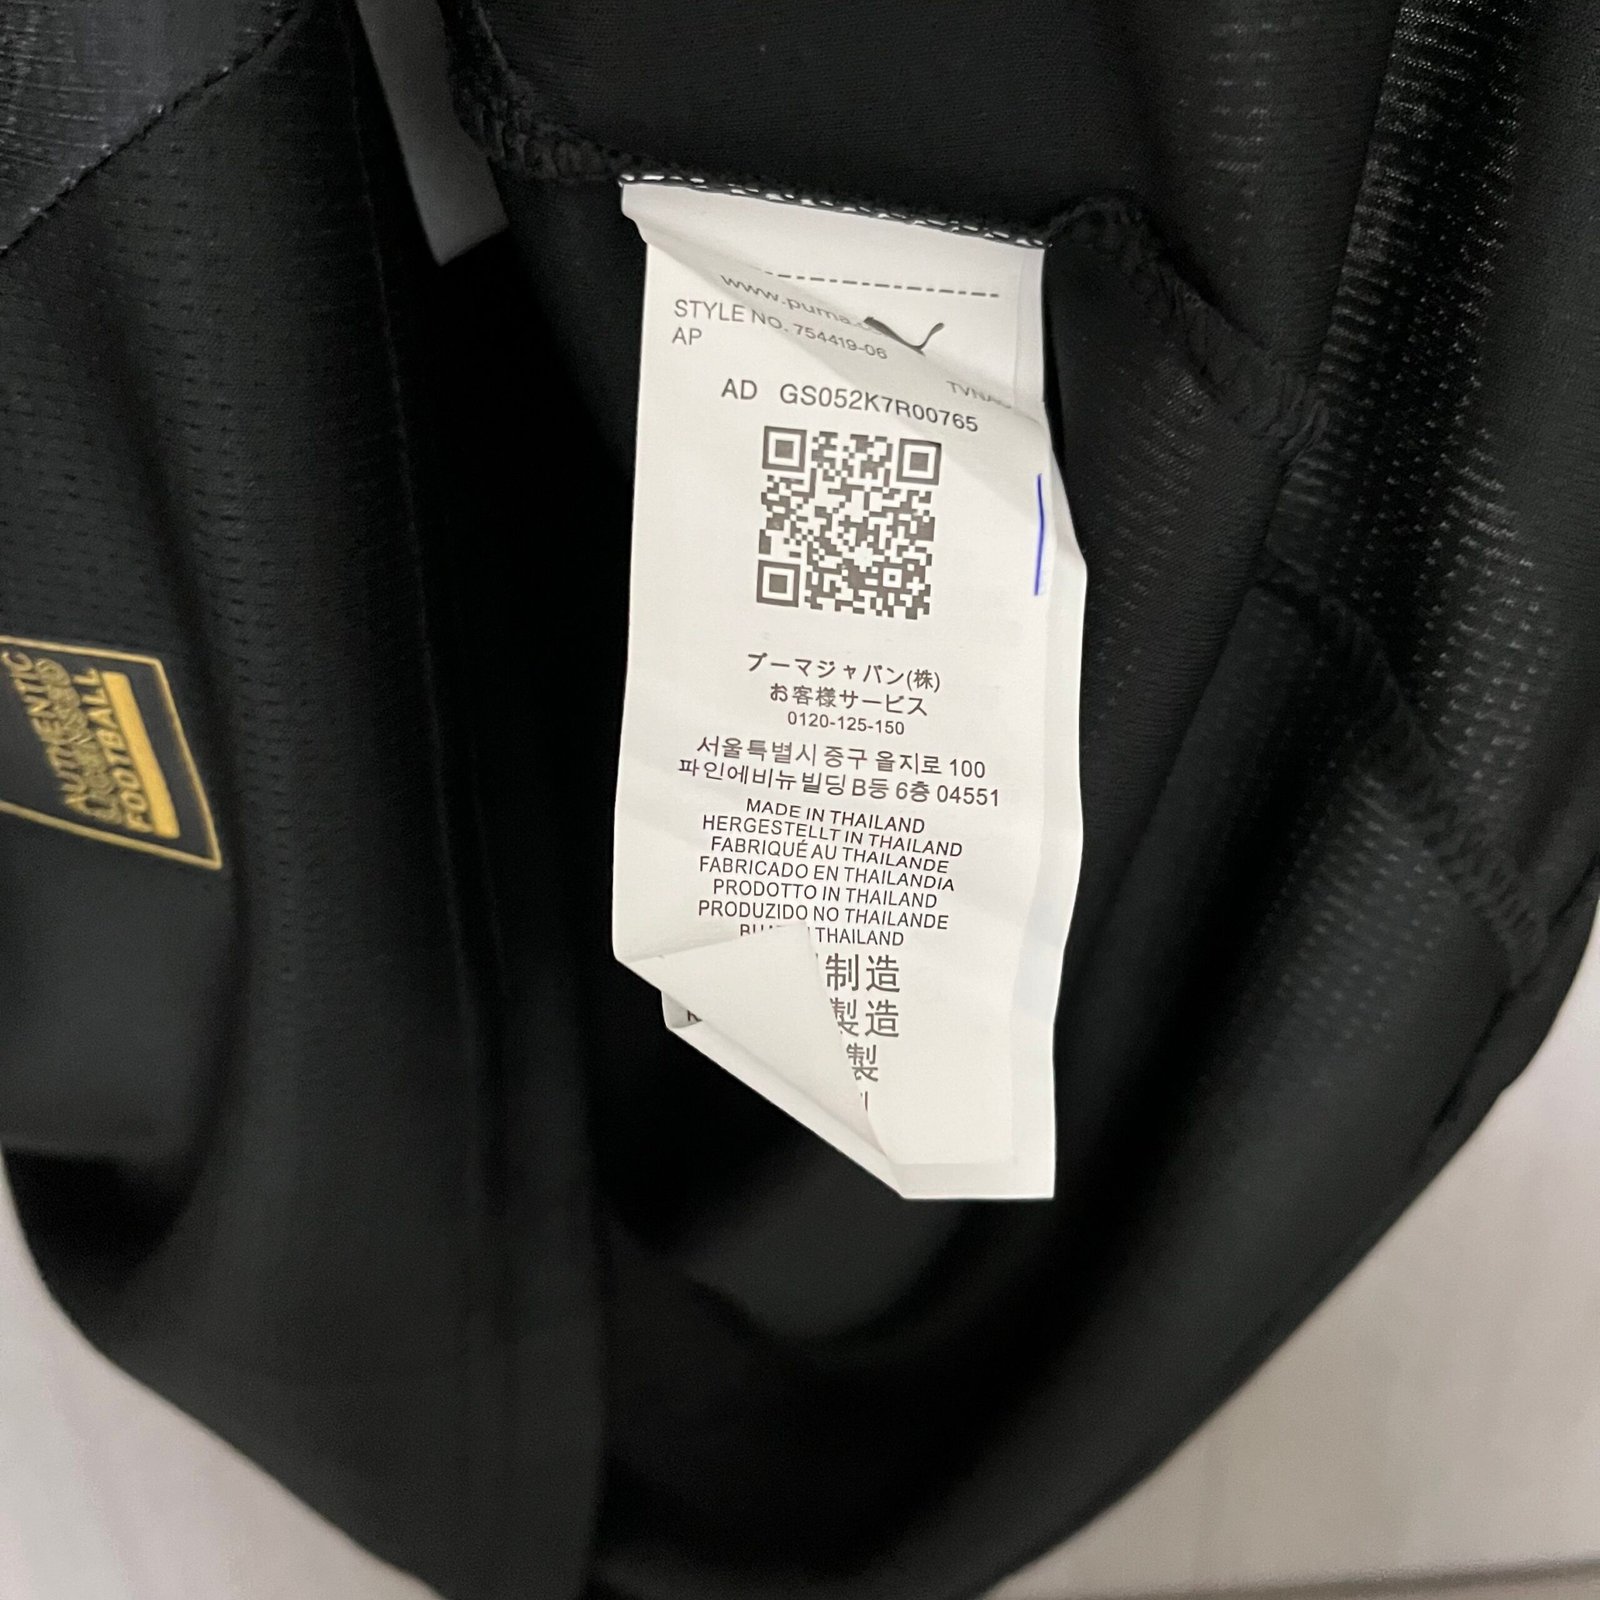 www.puma.
STYLE NO. 754419-06
AP
AD GS052K7R00765
プーマジャパン(株)
お客様サービス
0120-125-150
서울특별시 중구 을지로 100
파인에비뉴빌딩 B동 6층 04551
MADE IN THAILAND
HERGESTELLT IN THAILAND
FABRIQUÉ AU THAILANDE
FABRICADO EN THAILANDIA
PRODOTTO IN THAILAND
PRODUZIDO NO THAILANDE
THAILAND
制造
製造
製
AUTHENTIC
FOOTBALL